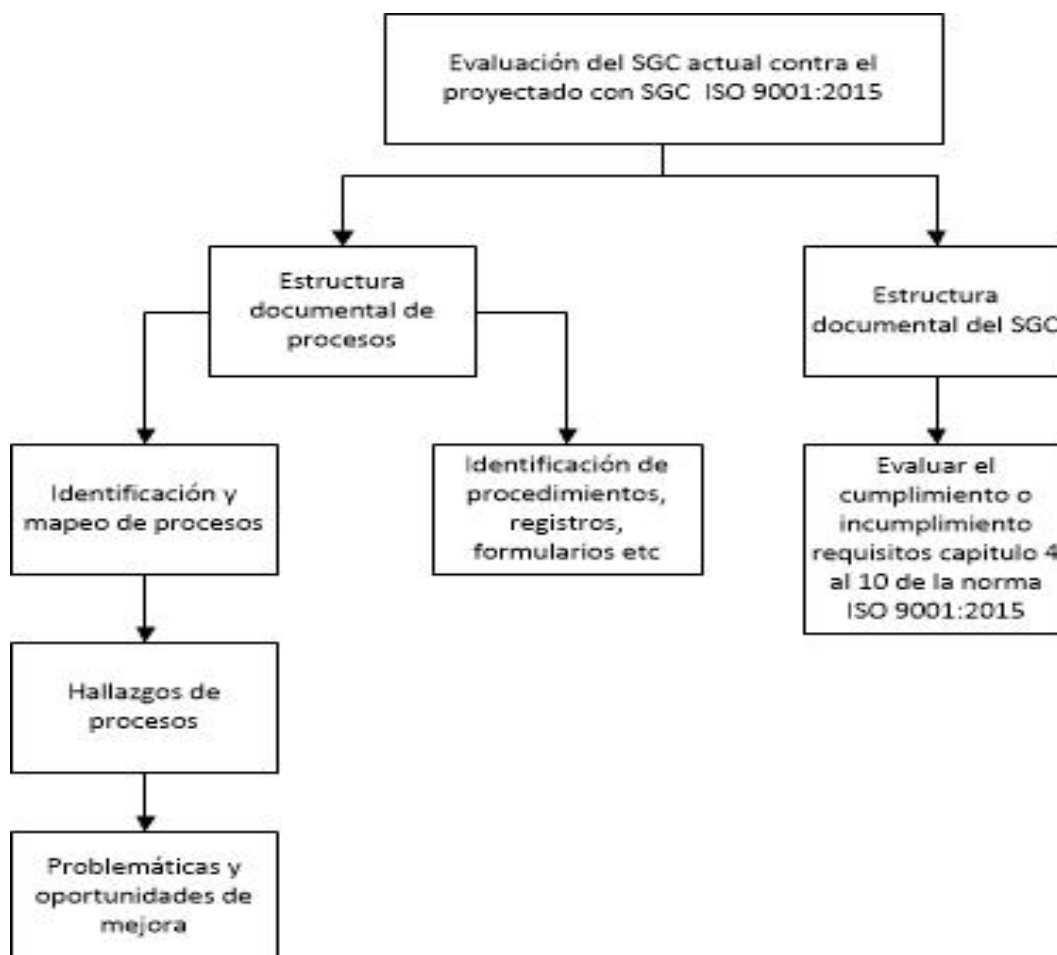 Evaluación del SGC actual contra el
proyectado con SGC ISO 9001:2015
Estructura
documental de
procesos
Estructura
documental del SGC
Identificación y
mapeo de procesos
Identificación de
procedimientos,
registros,
formularios etc
Evaluar el
cumplimiento o
incumplimiento
requisitos capitulo 4
al 10 de la norma
ISO 9001:2015
Hallazgos de
procesos
Problemáticas y
oportunidades de
mejora